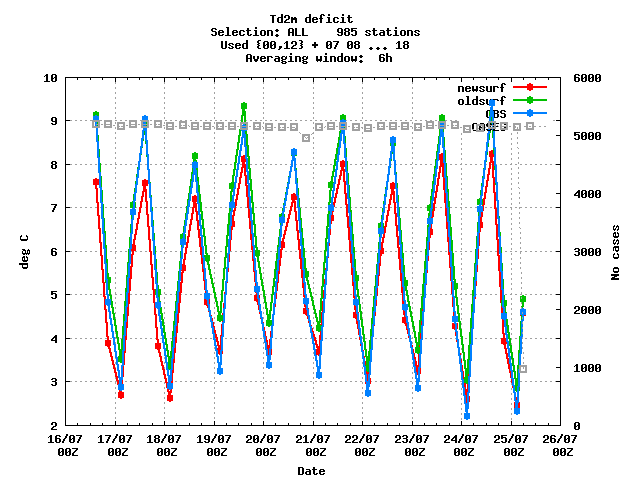 Td2m deficit
Selection: ALL    985 stations
Used {00,12} + 07 08 ... 18
Averaging window:  6h
10
9
8
7
6
5
4
3
2
deg C
6000
5000
4000
3000
2000
1000
0
No cases
newsurf
oldsurf
OBS
16/07 17/07 18/07 19/07 20/07 21/07 22/07 23/07 24/07 25/07 26/07
00Z 00Z 00Z 00Z 00Z 00Z 00Z 00Z 00Z 00Z 00Z
Date